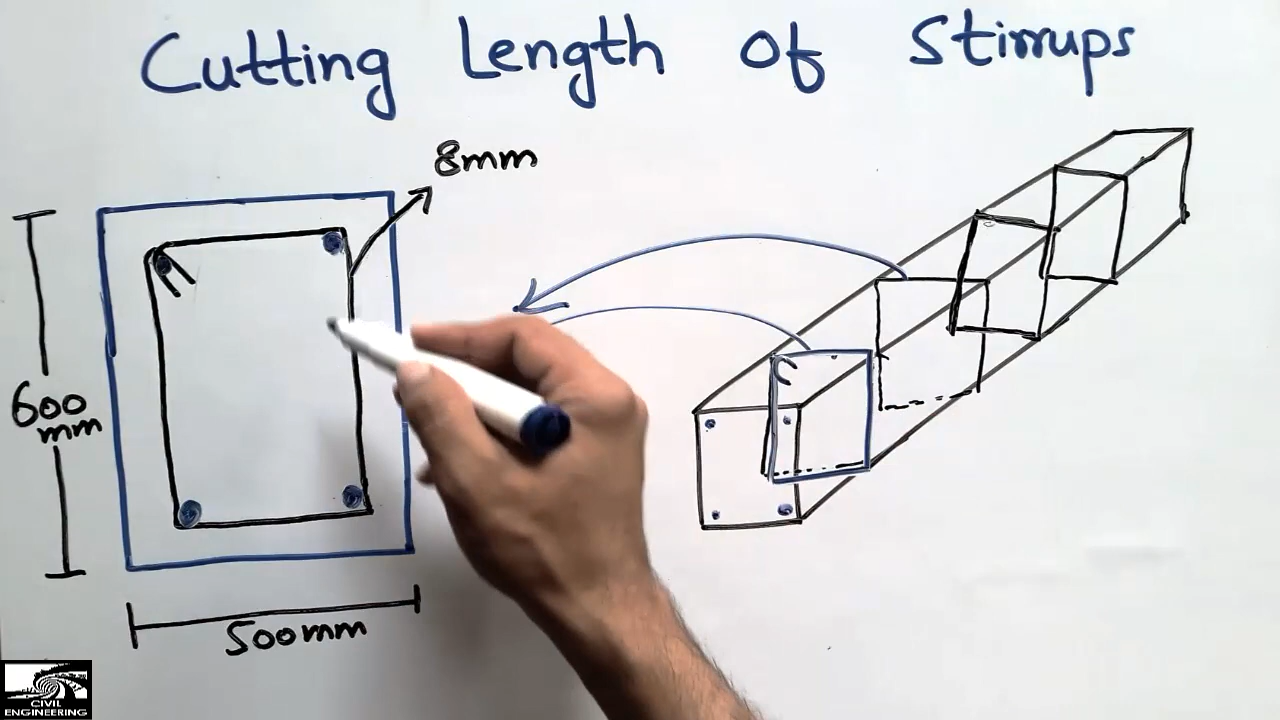 Cutting Length of Stirrups
8mm
600
mm
500mm
CIVIL
ENGINEERING